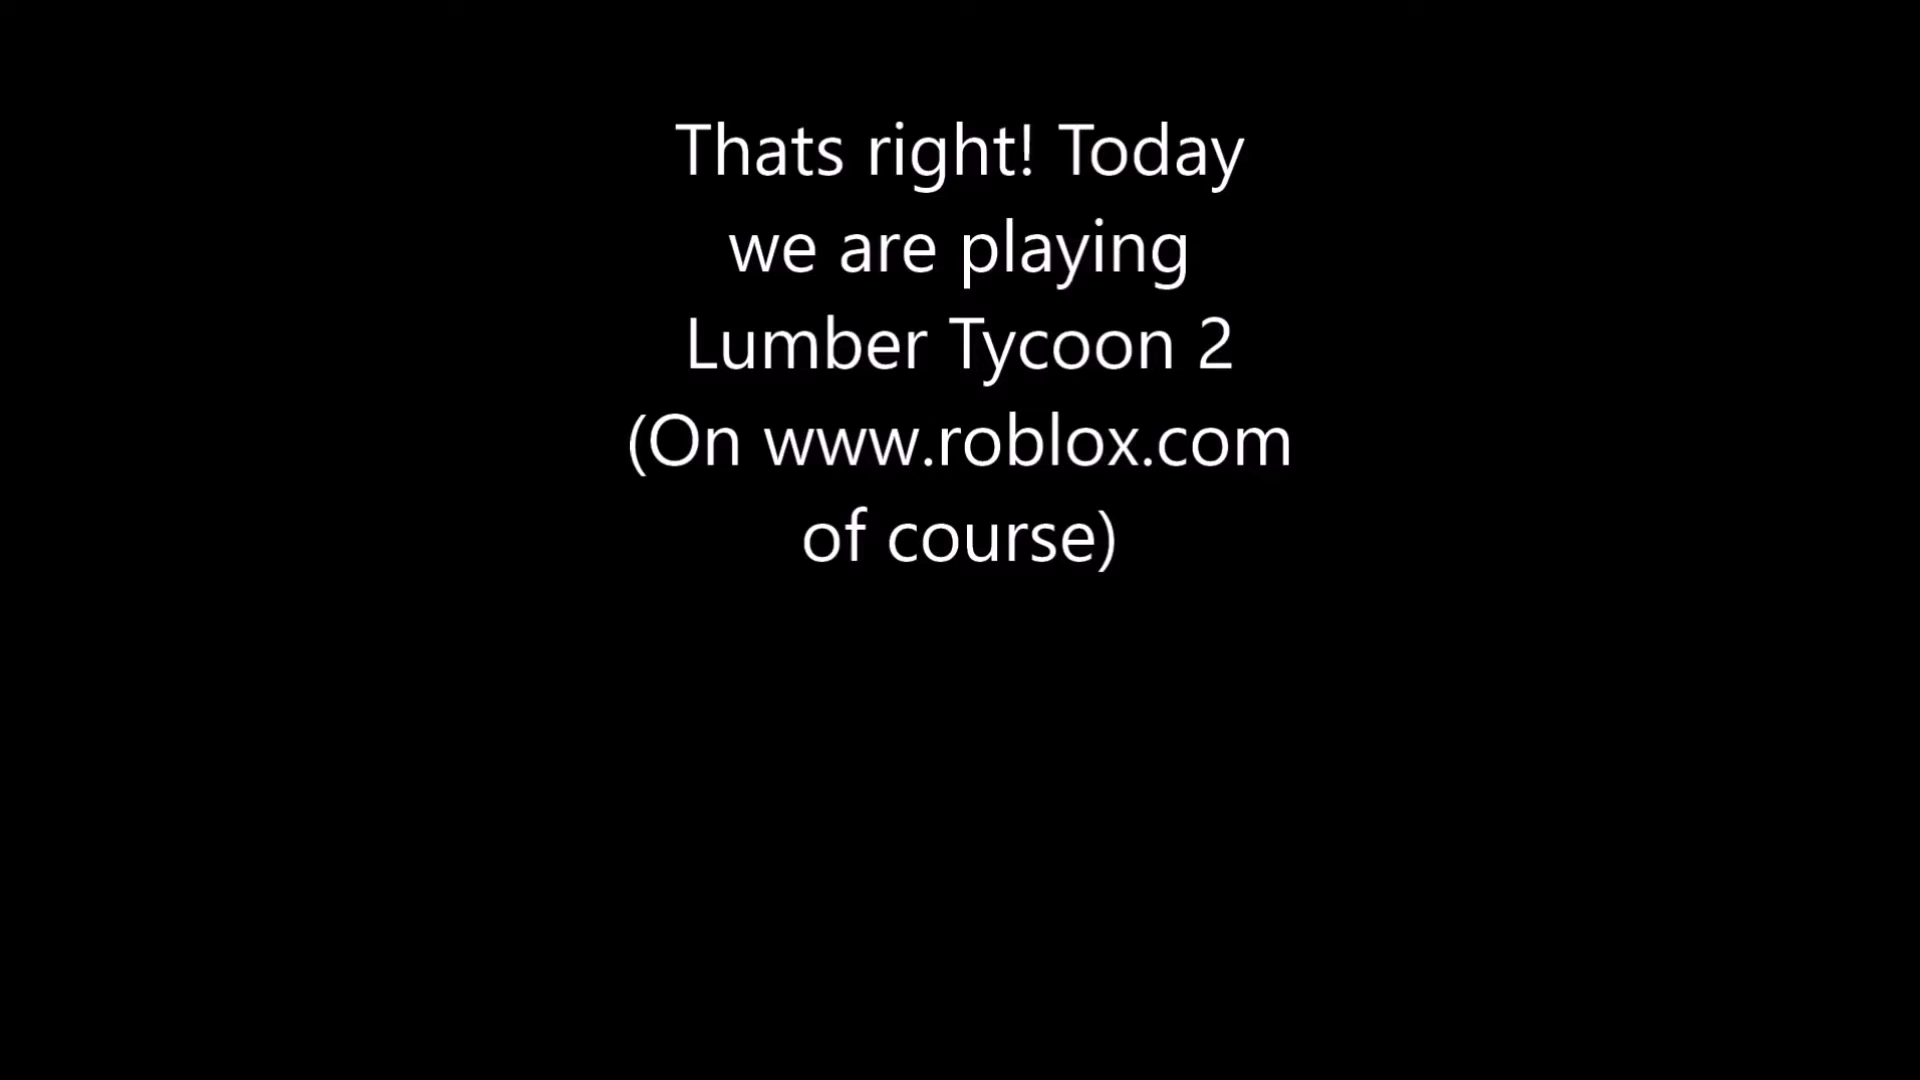 Thats right! Today
we are playing
Lumber Tycoon 2
(On www.roblox.com
of course)